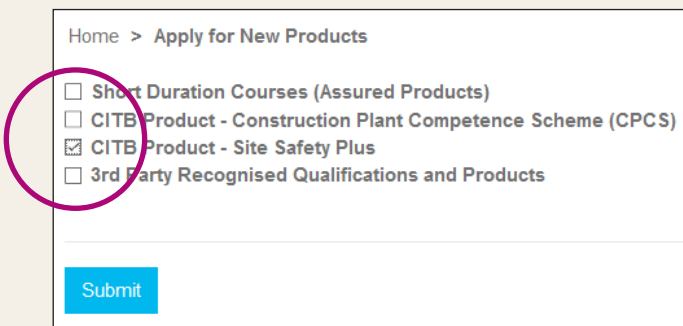 Home > Apply for New Products
Short Duration Courses (Assured Products)
CITB Product - Construction Plant Competence Scheme (CPCS)
CITB Product - Site Safety Plus
3rd Party Recognised Qualifications and Products
Submit